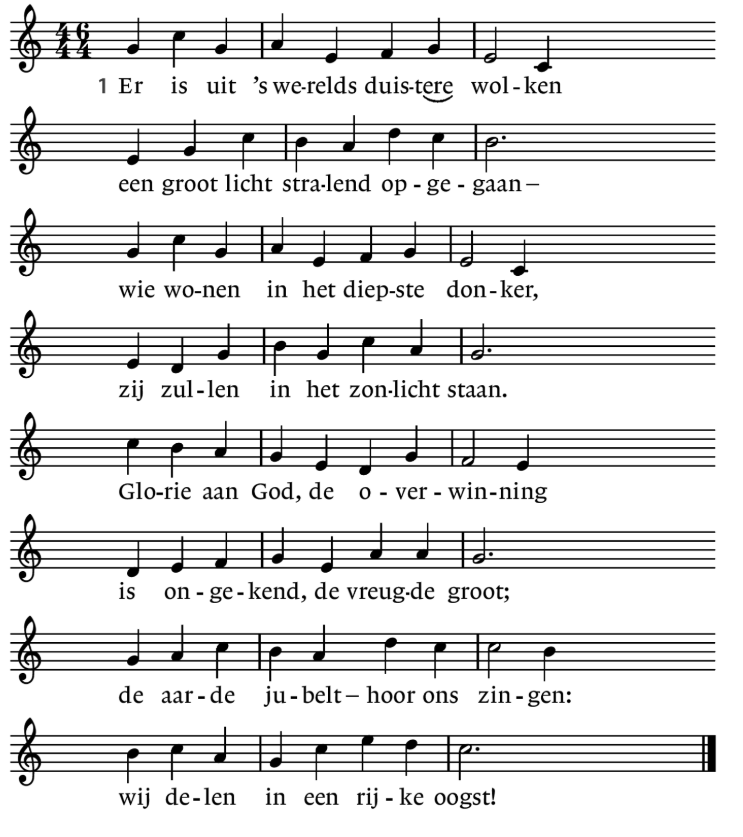 4 6
4 4
1 Er is uit ’s we-relds duis-tere wol-ken
een groot licht stra-lend op-ge-gaan–
wie wo-nen in het diep-ste don-ker,
zij zul-len in het zon-licht staan.
Glo-rie aan God, de o-ver-win-ning
is on-ge-kend, de vreug-de groot;
de aar-de ju-belt– hoor ons zin-gen:
wij de-len in een rij-ke oogst!